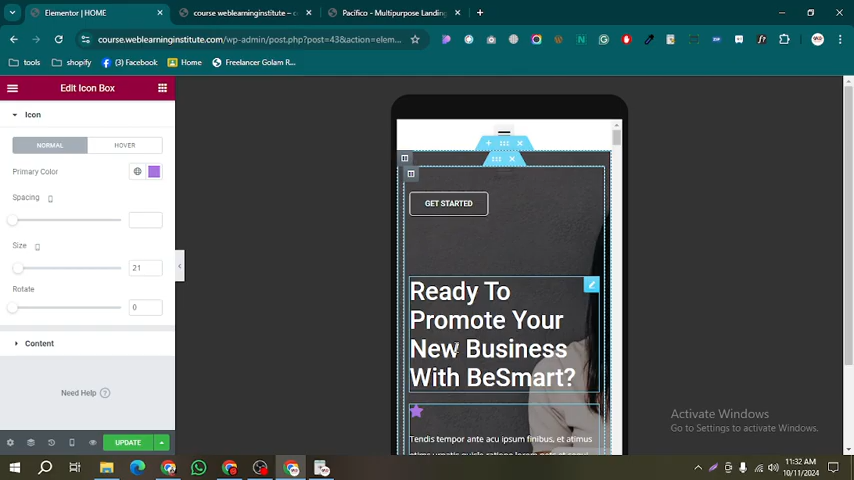 Elementor | HOME
course weblearninginstitute – c
Pacifico - Multipurpose Landing
course.weblearninginstitute.com/wp-admin/post.php?post=43&action=elem...
tools
shopify
(3) Facebook
Home
Freelancer Golam R...
Edit Icon Box
Icon
NORMAL
HOVER
Primary Color
Spacing
Size
21
Rotate
0
Content
Need Help
UPDATE
GET STARTED
Ready To
Promote Your
New Business
With BeSmart?
Tendis tempor ante acu ipsum finibus, et atimus
Activate Windows
Go to Settings to activate Windows.
11:32 AM
10/11/2024